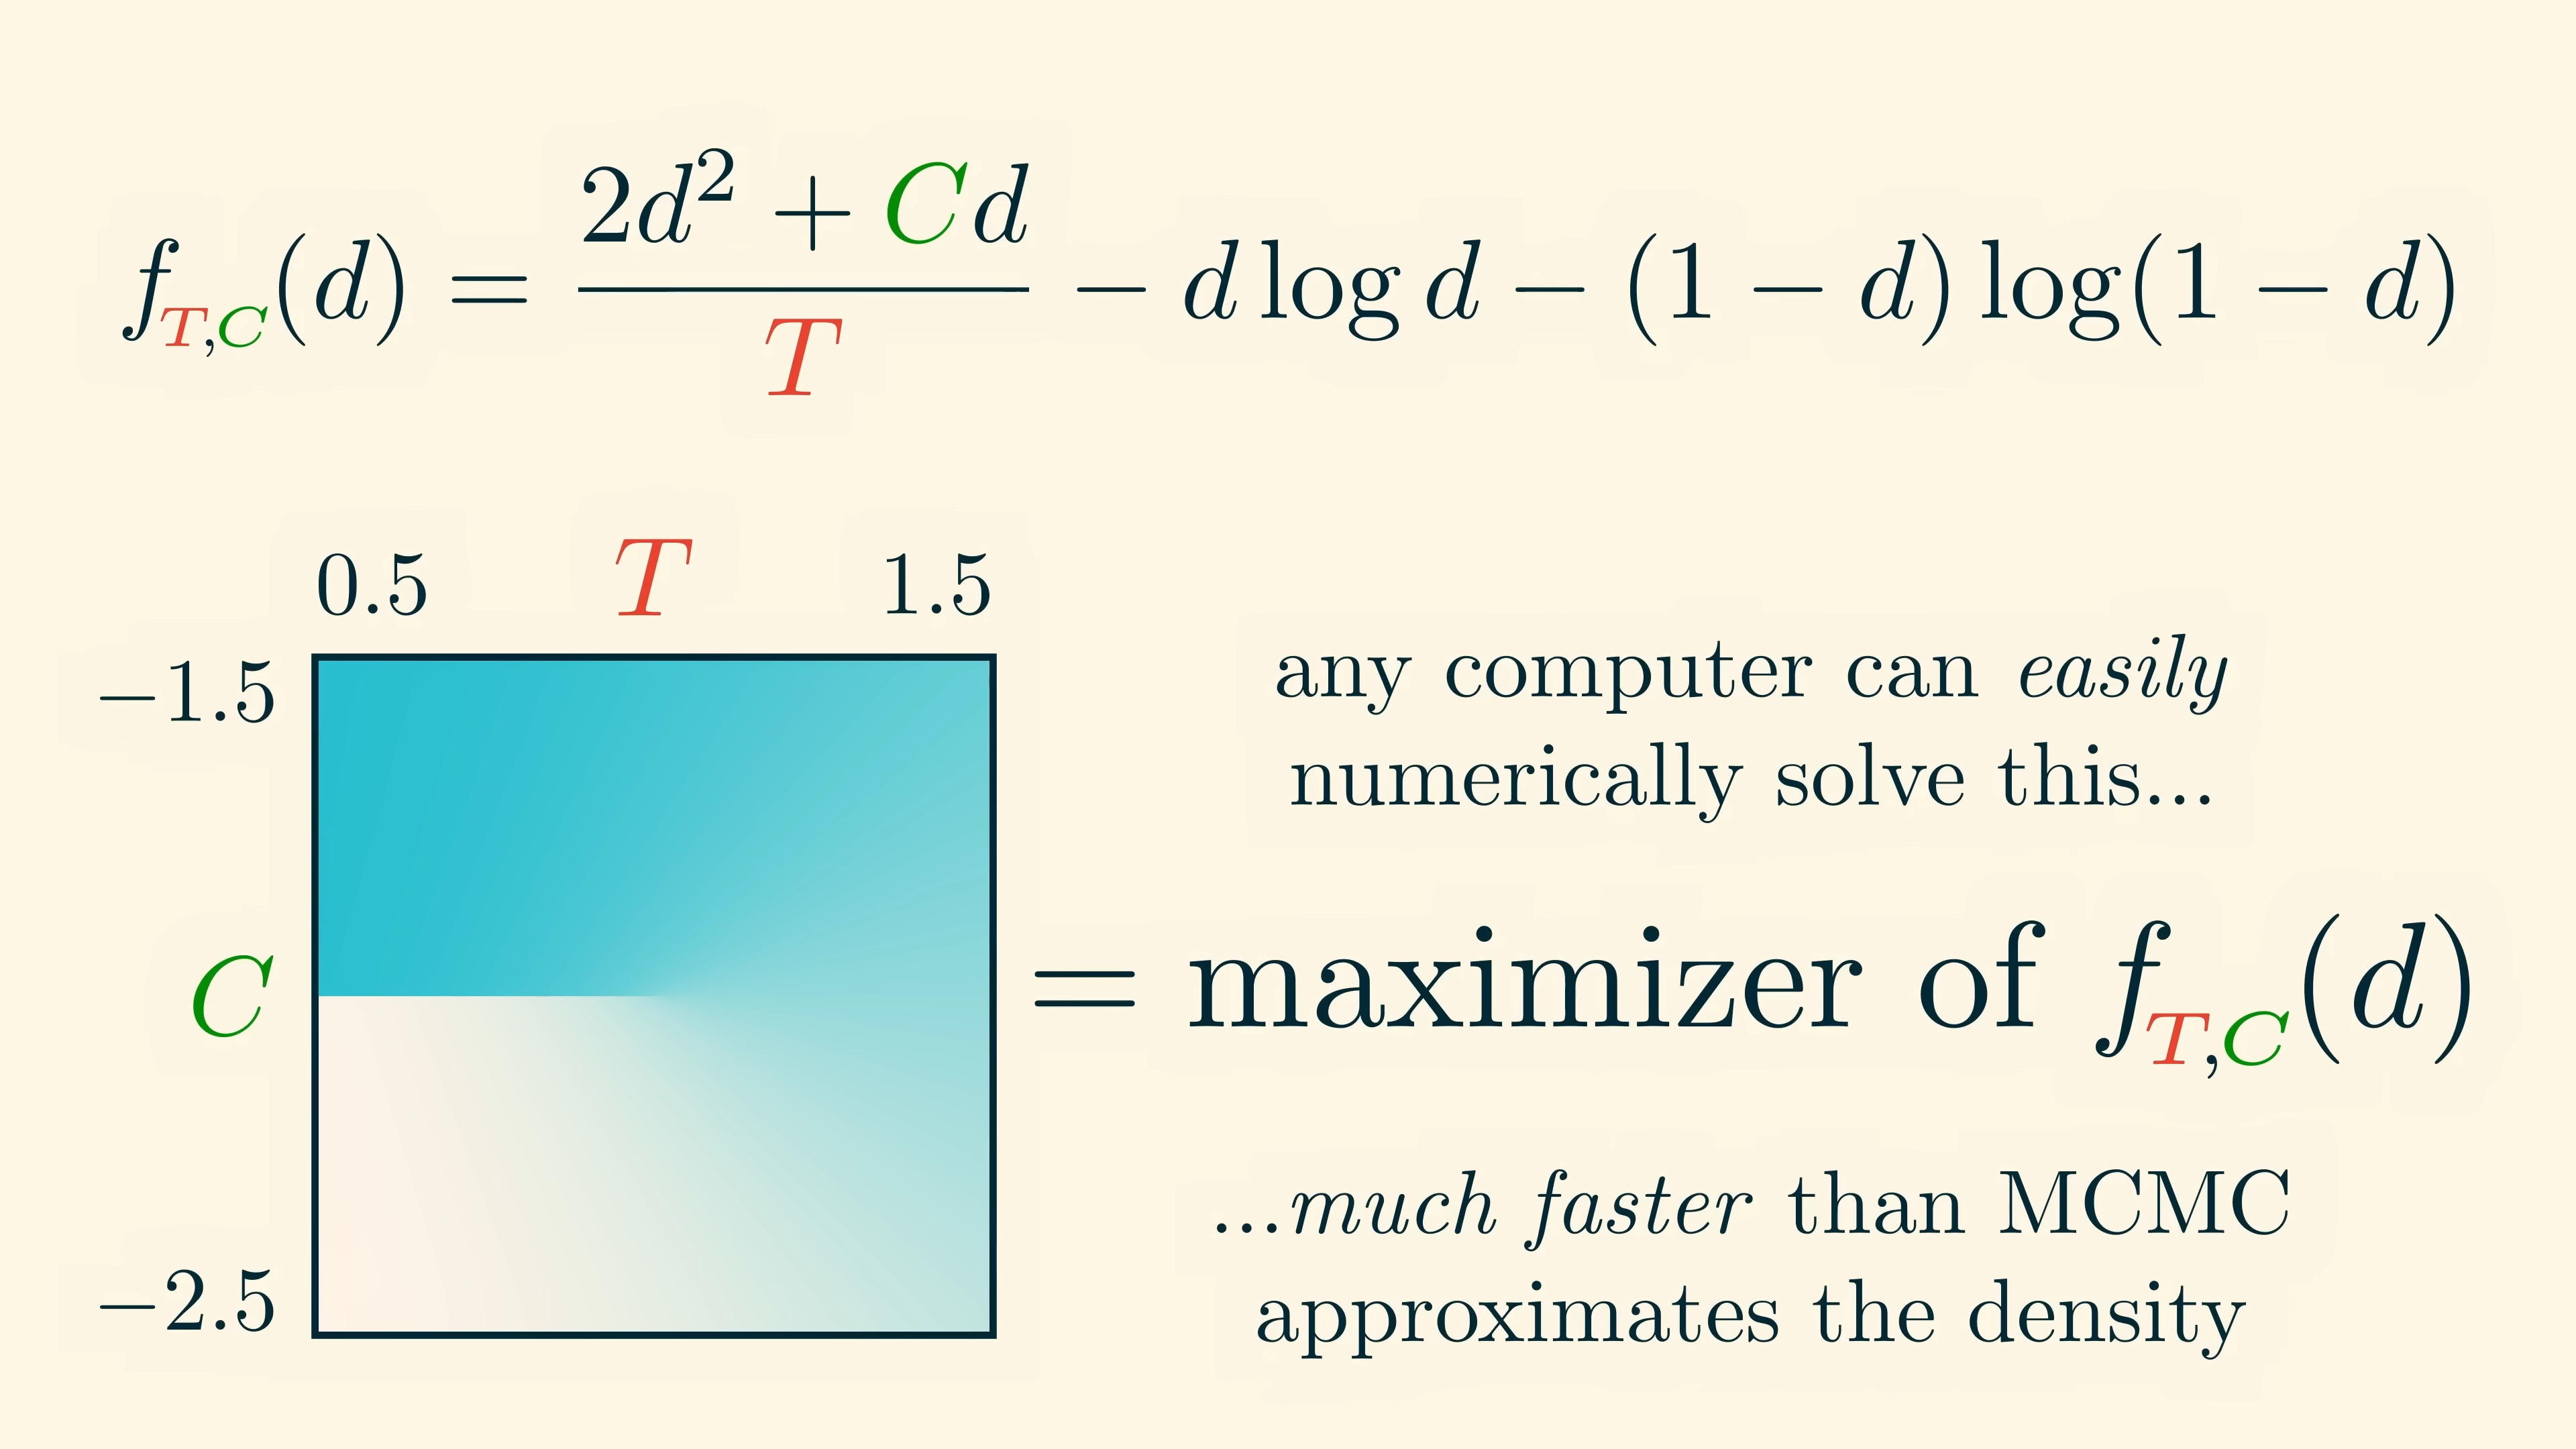 f_{T,C}(d) = \frac{2d^2 + Cd}{T} - d \log d - (1 - d) \log(1 - d)
0.5 T 1.5
−1.5
C
−2.5
any computer can easily
numerically solve this...
= maximizer of f_{T,C}(d)
...much faster than MCMC
approximates the density